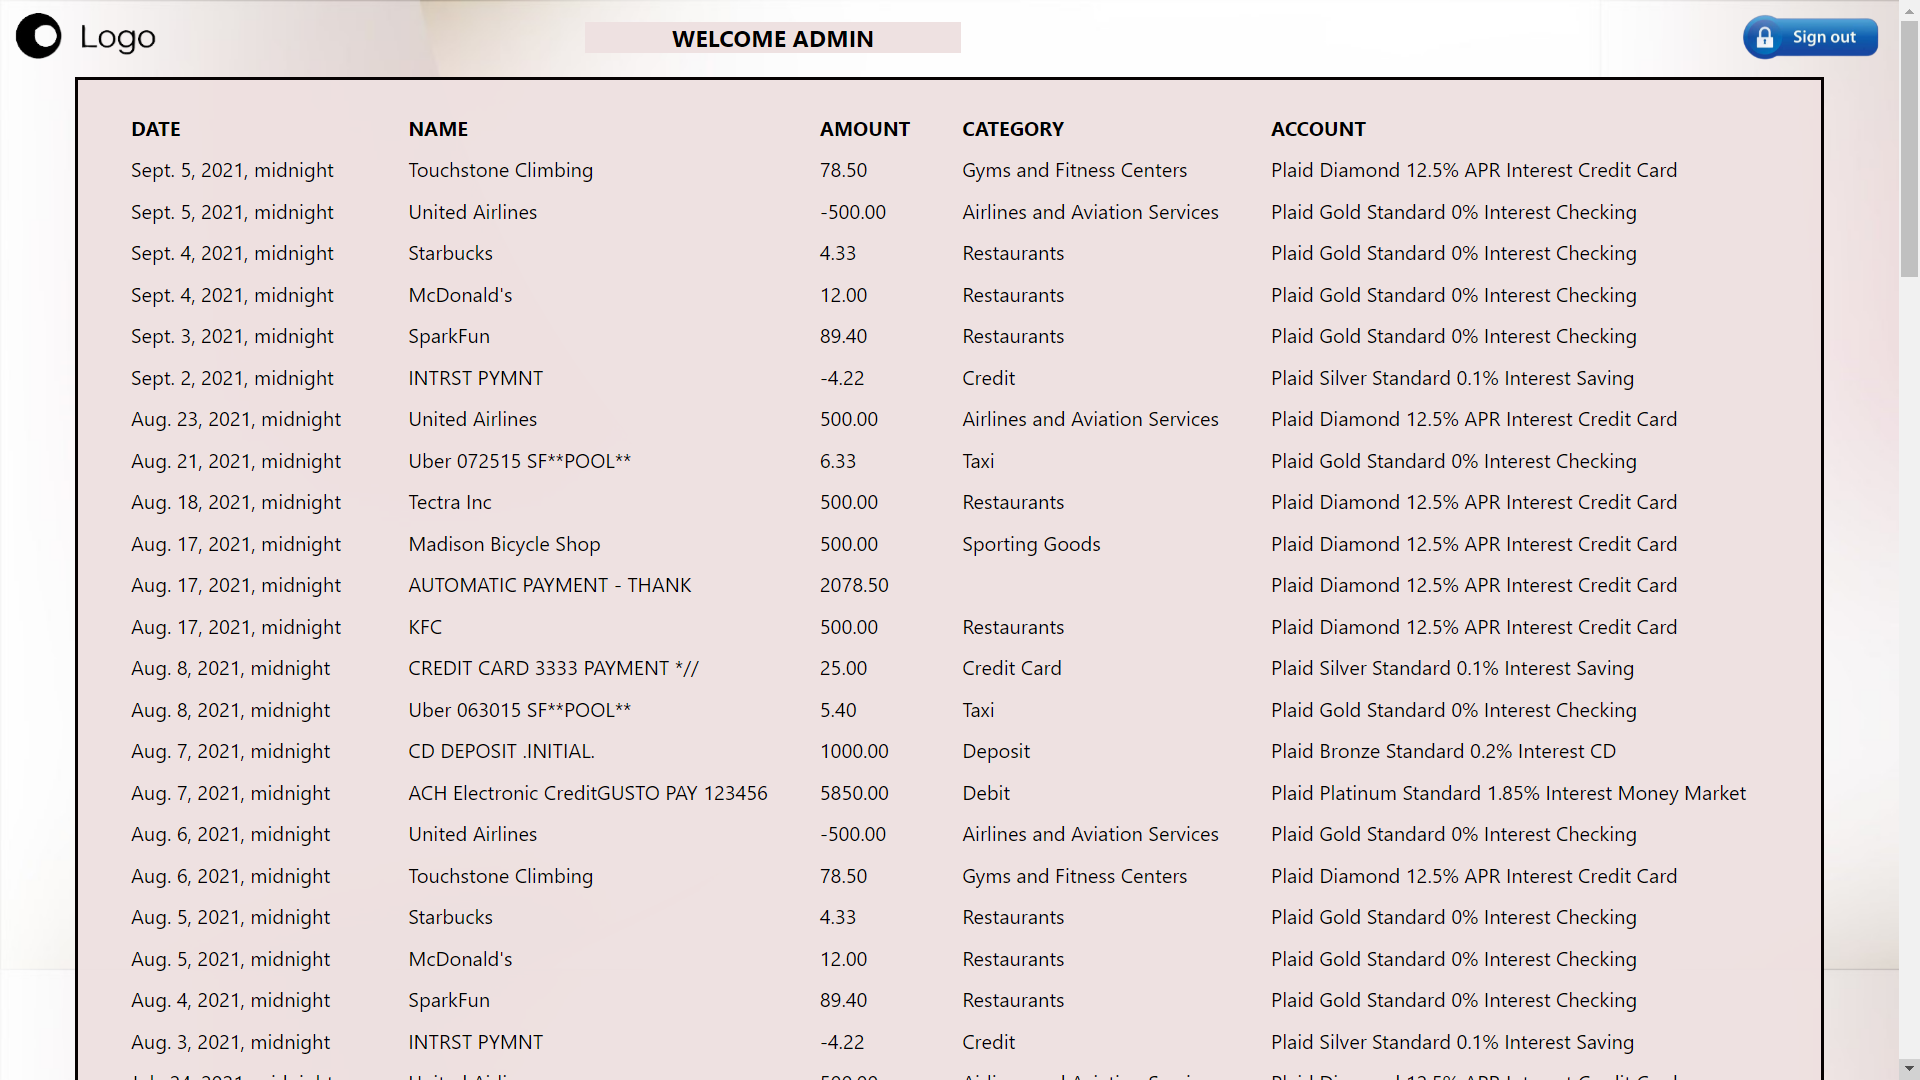 Logo
WELCOME ADMIN
Sign out
DATE NAME AMOUNT CATEGORY ACCOUNT
Sept. 5, 2021, midnight Touchstone Climbing 78.50 Gyms and Fitness Centers Plaid Diamond 12.5% APR Interest Credit Card
Sept. 5, 2021, midnight United Airlines -500.00 Airlines and Aviation Services Plaid Gold Standard 0% Interest Checking
Sept. 4, 2021, midnight Starbucks 4.33 Restaurants Plaid Gold Standard 0% Interest Checking
Sept. 4, 2021, midnight McDonald's 12.00 Restaurants Plaid Gold Standard 0% Interest Checking
Sept. 3, 2021, midnight SparkFun 89.40 Restaurants Plaid Gold Standard 0% Interest Checking
Sept. 2, 2021, midnight INTRST PYMNT -4.22 Credit Plaid Silver Standard 0.1% Interest Saving
Aug. 23, 2021, midnight United Airlines 500.00 Airlines and Aviation Services Plaid Diamond 12.5% APR Interest Credit Card
Aug. 21, 2021, midnight Uber 072515 SF**POOL** 6.33 Taxi Plaid Gold Standard 0% Interest Checking
Aug. 18, 2021, midnight Tectra Inc 500.00 Restaurants Plaid Diamond 12.5% APR Interest Credit Card
Aug. 17, 2021, midnight Madison Bicycle Shop 500.00 Sporting Goods Plaid Diamond 12.5% APR Interest Credit Card
Aug. 17, 2021, midnight AUTOMATIC PAYMENT - THANK 2078.50 Plaid Diamond 12.5% APR Interest Credit Card
Aug. 17, 2021, midnight KFC 500.00 Restaurants Plaid Diamond 12.5% APR Interest Credit Card
Aug. 8, 2021, midnight CREDIT CARD 3333 PAYMENT *// 25.00 Credit Card Plaid Silver Standard 0.1% Interest Saving
Aug. 8, 2021, midnight Uber 063015 SF**POOL** 5.40 Taxi Plaid Gold Standard 0% Interest Checking
Aug. 7, 2021, midnight CD DEPOSIT .INITIAL. 1000.00 Deposit Plaid Bronze Standard 0.2% Interest CD
Aug. 7, 2021, midnight ACH Electronic CreditGUSTO PAY 123456 5850.00 Debit Plaid Platinum Standard 1.85% Interest Money Market
Aug. 6, 2021, midnight United Airlines -500.00 Airlines and Aviation Services Plaid Gold Standard 0% Interest Checking
Aug. 6, 2021, midnight Touchstone Climbing 78.50 Gyms and Fitness Centers Plaid Diamond 12.5% APR Interest Credit Card
Aug. 5, 2021, midnight Starbucks 4.33 Restaurants Plaid Gold Standard 0% Interest Checking
Aug. 5, 2021, midnight McDonald's 12.00 Restaurants Plaid Gold Standard 0% Interest Checking
Aug. 4, 2021, midnight SparkFun 89.40 Restaurants Plaid Gold Standard 0% Interest Checking
Aug. 3, 2021, midnight INTRST PYMNT -4.22 Credit Plaid Silver Standard 0.1% Interest Saving